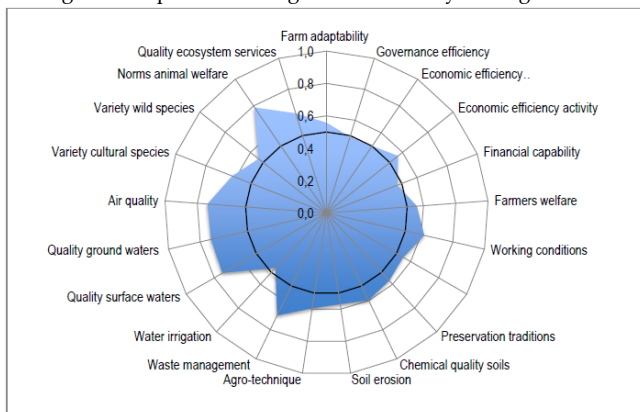 Farm adaptability
Quality ecosystem services
Governance efficiency
Norms animal welfare
Economic efficiency..
Variety wild species
Economic efficiency activity
Variety cultural species
Financial capability
Air quality
Farmers welfare
Quality ground waters
Working conditions
Quality surface waters
Water irrigation
Preservation traditions
Waste management
Chemical quality soils
Agro-technique
Soil erosion
1,0
0,8
0,6
0,4
0,2
0,0